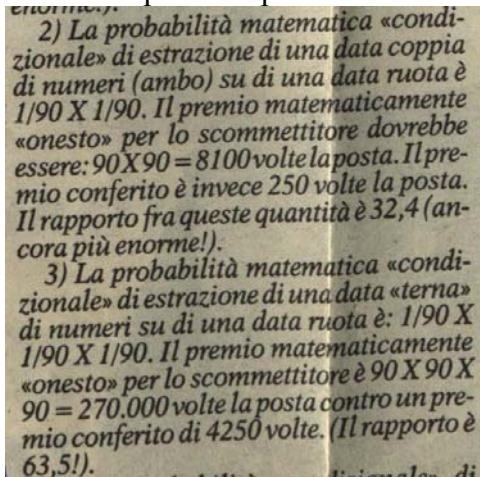 enorme!).
2) La probabilità matematica «condi-
zionale» di estrazione di una data coppia
di numeri (ambo) su di una data ruota è
1/90 X 1/90. Il premio matematicamente
«onesto» per lo scommettitore dovrebbe
essere: 90X90=8100 volte la posta. Il pre-
mio conferito è invece 250 volte la posta.
Il rapporto fra queste quantità è 32,4 (an-
cora più enorme!).
3) La probabilità matematica «condi-
zionale» di estrazione di una data «terna»
di numeri su di una data ruota è: 1/90 X
1/90 X 1/90. Il premio matematicamente
«onesto» per lo scommettitore è 90 X 90 X
90 = 270.000 volte la posta contro un pre-
mio conferito di 4250 volte. (Il rapporto è
63,5!).
di